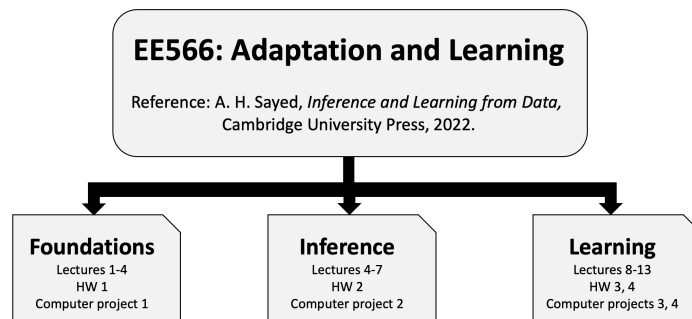 EE566: Adaptation and Learning
Reference: A. H. Sayed, Inference and Learning from Data,
Cambridge University Press, 2022.
Foundations
Lectures 1-4
HW 1
Computer project 1
Inference
Lectures 4-7
HW 2
Computer project 2
Learning
Lectures 8-13
HW 3, 4
Computer projects 3, 4